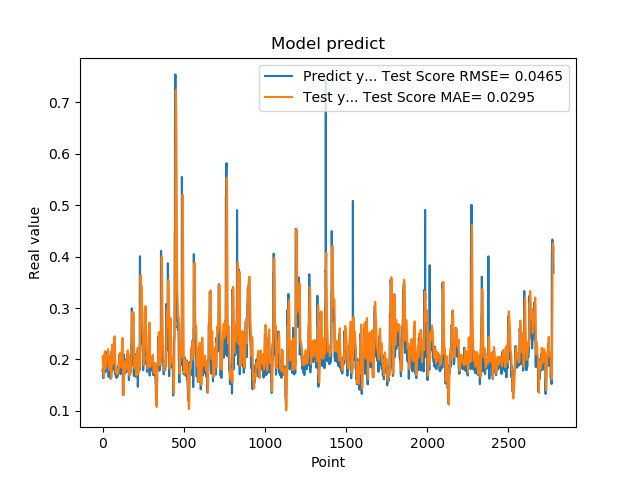 Model predict
Predict y... Test Score RMSE= 0.0465
Test y... Test Score MAE= 0.0295
Real value
0.7
0.6
0.5
0.4
0.3
0.2
0.1
0 500 1000 1500 2000 2500
Point